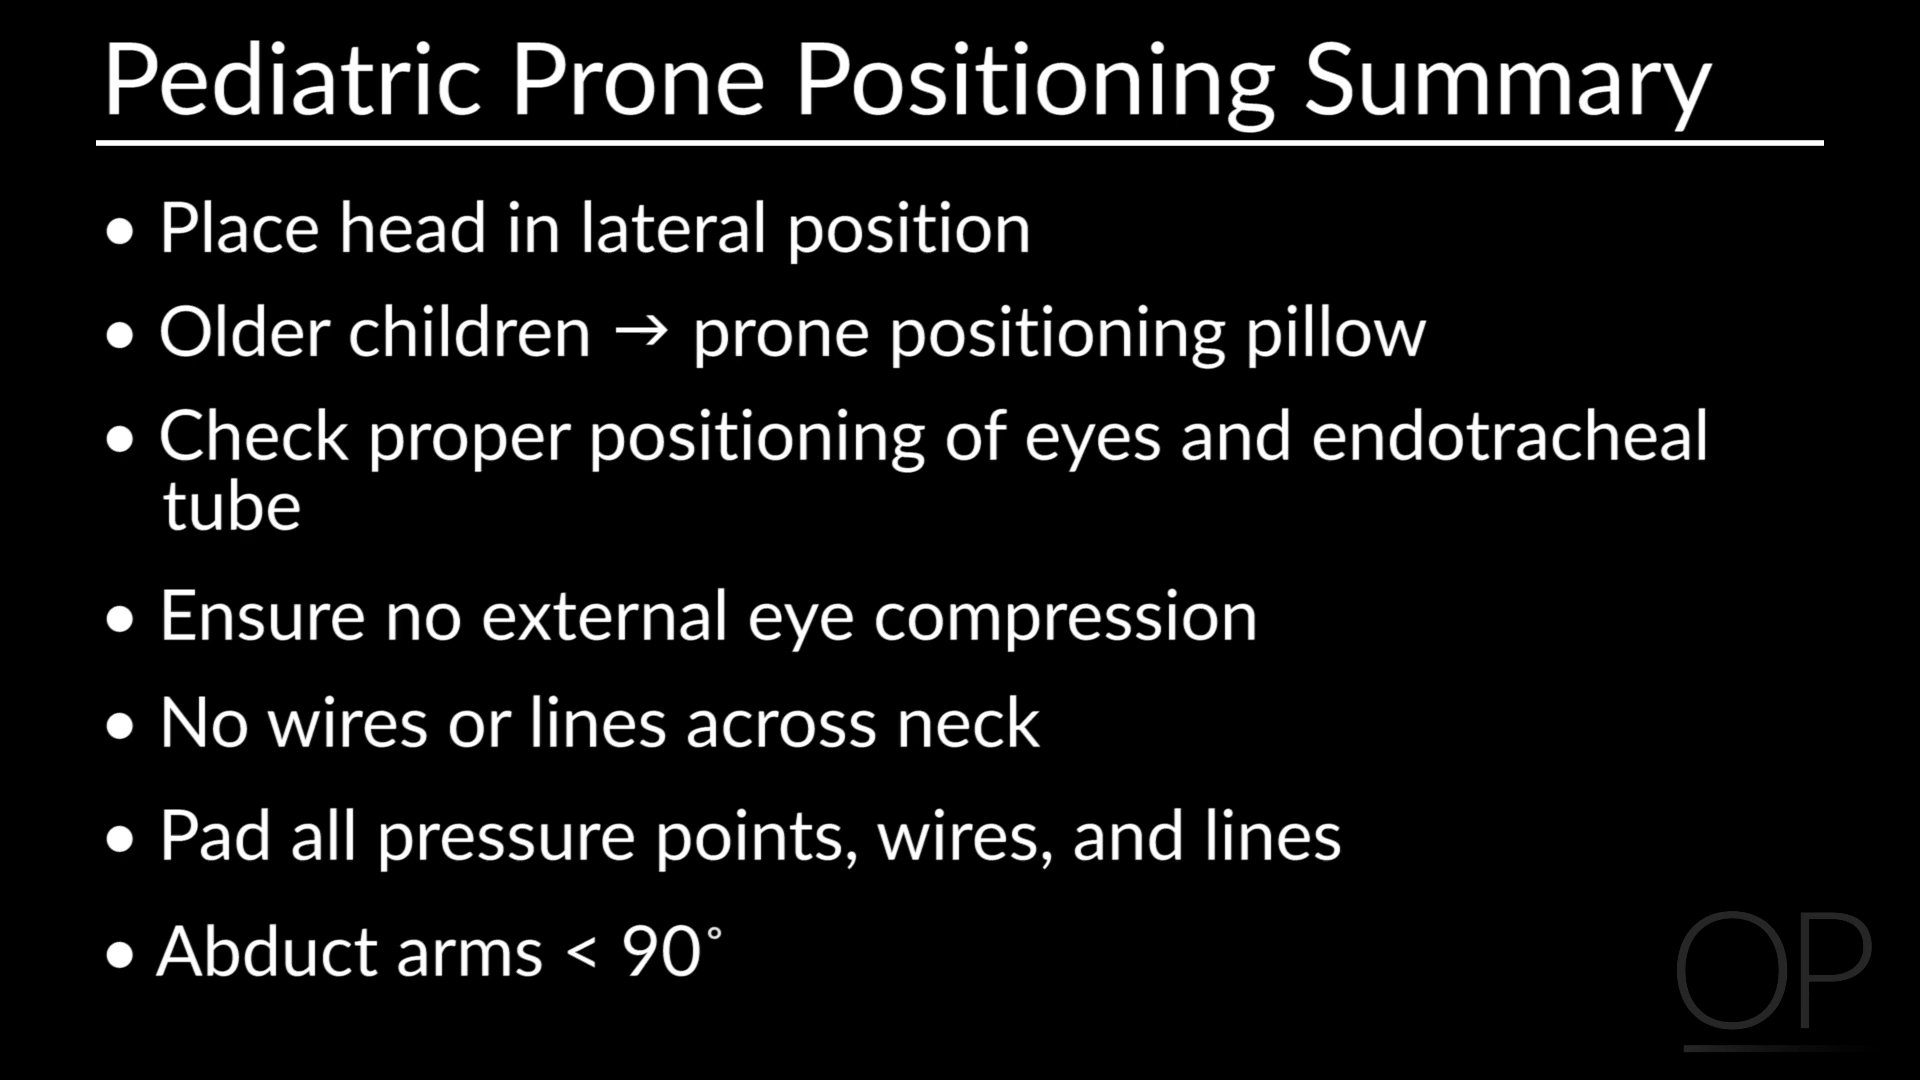 Pediatric Prone Positioning Summary
• Place head in lateral position
• Older children → prone positioning pillow
• Check proper positioning of eyes and endotracheal
tube
• Ensure no external eye compression
• No wires or lines across neck
• Pad all pressure points, wires, and lines
• Abduct arms < 90°
OP